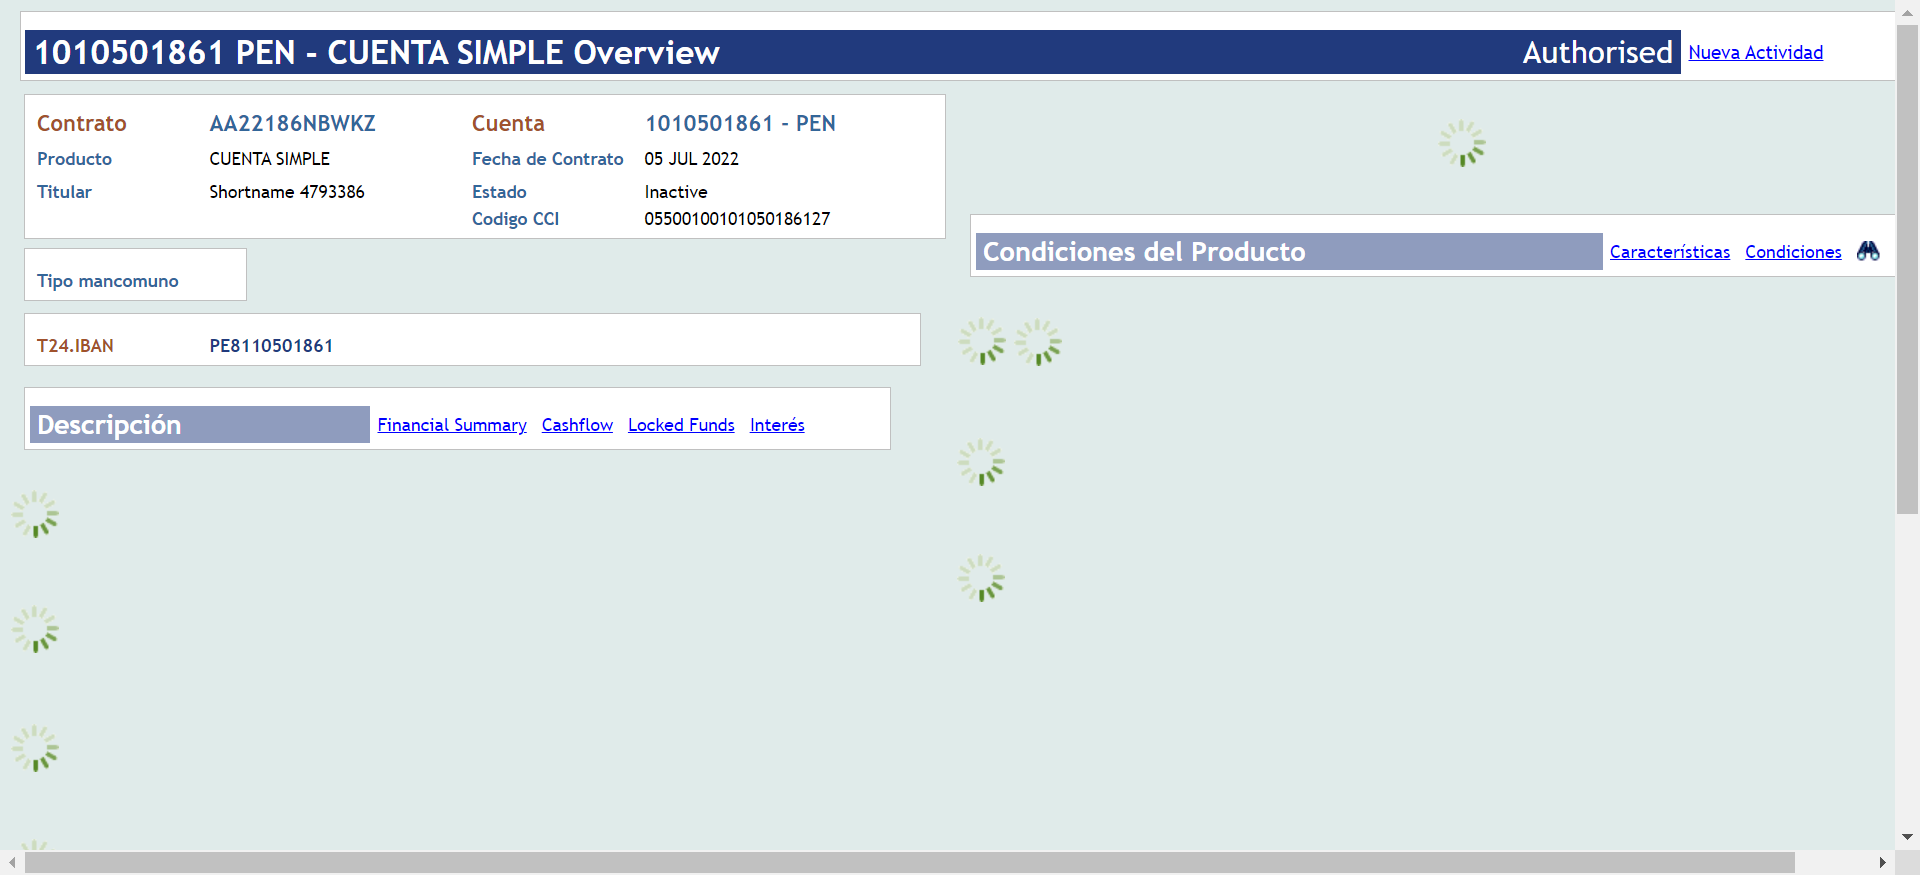 1010501861 PEN - CUENTA SIMPLE Overview Authorised Nueva Actividad
Contrato AA22186NBWKZ Cuenta 1010501861 - PEN
Producto CUENTA SIMPLE Fecha de Contrato 05 JUL 2022
Titular Shortname 4793386 Estado Inactive
Codigo CCI 05500100101050186127
Condiciones del Producto Características Condiciones
Tipo mancomuno
T24.IBAN PE8110501861
Descripción Financial Summary Cashflow Locked Funds Interés